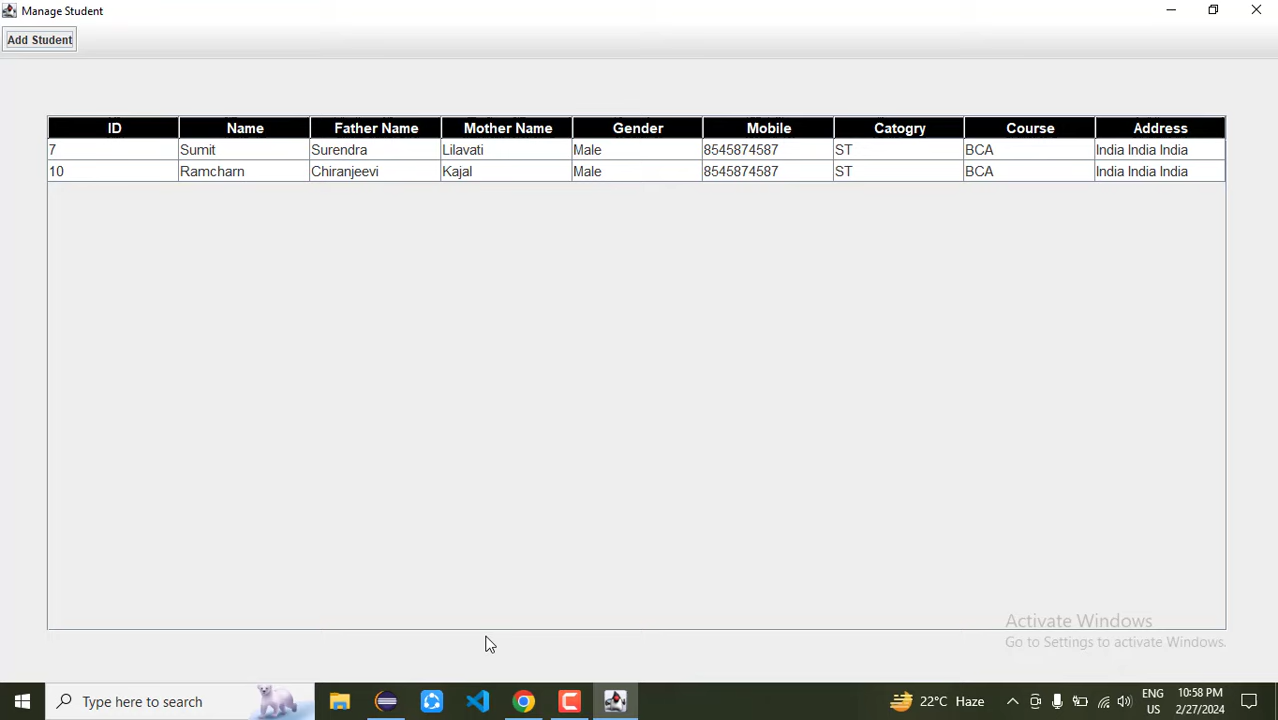 Manage Student
Add Student
ID Name Father Name Mother Name Gender Mobile Catogry Course Address
7 Sumit Surendra Lilavati Male 8545874587 ST BCA India India India
10 Ramcharn Chiranjeevi Kajal Male 8545874587 ST BCA India India India
Activate Windows
Go to Settings to activate Windows.
Type here to search
22°C Haze
ENG
US
10:58 PM
2/27/2024